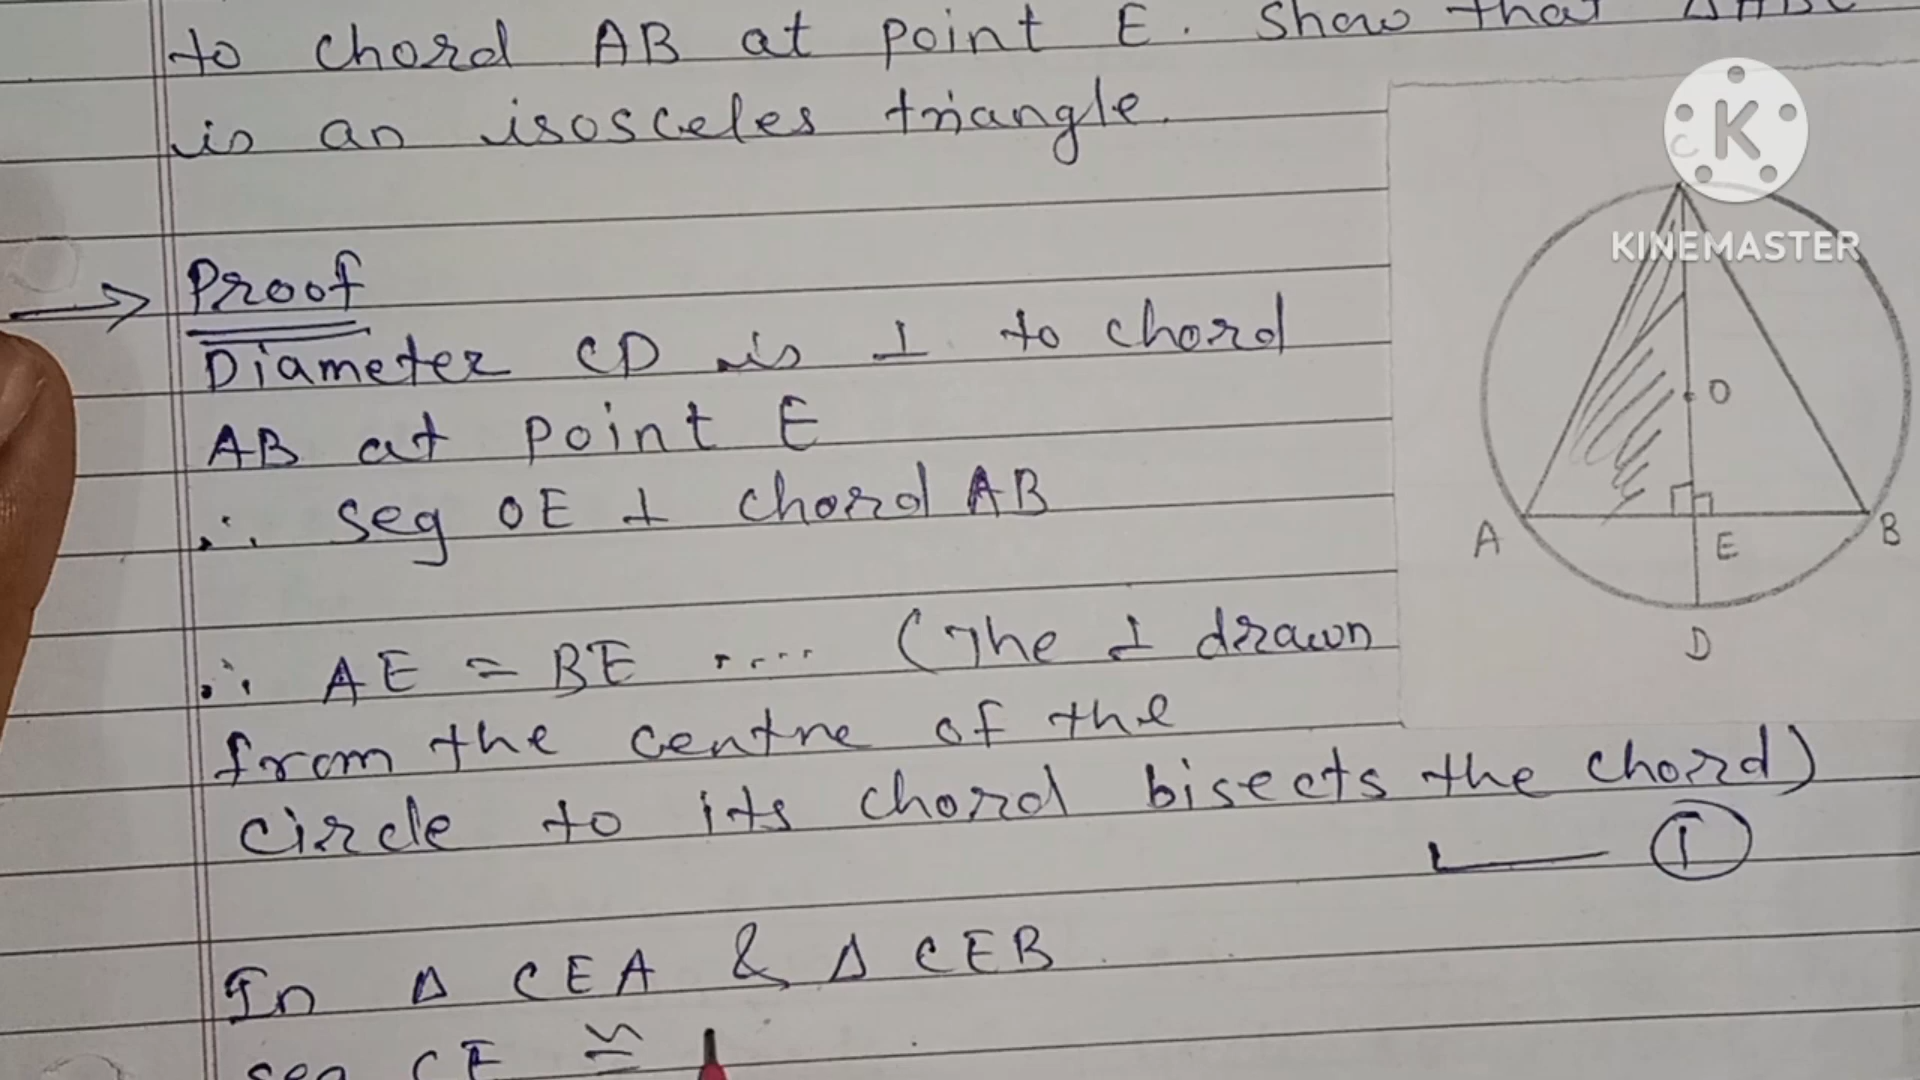 to chord AB at point E. Show that ΔABC
is an isosceles triangle.
Proof
Diameter CD is ⊥ to chord
AB at point E
∴ seg OE ⊥ chord AB
∴ AE = BE .... (The ⊥ drawn
from the centre of the
circle to its chord bisects the chord)
I
In Δ CEA & Δ CEB
seg CE ≅
C
K
KINEMASTER
O
A
E
B
D